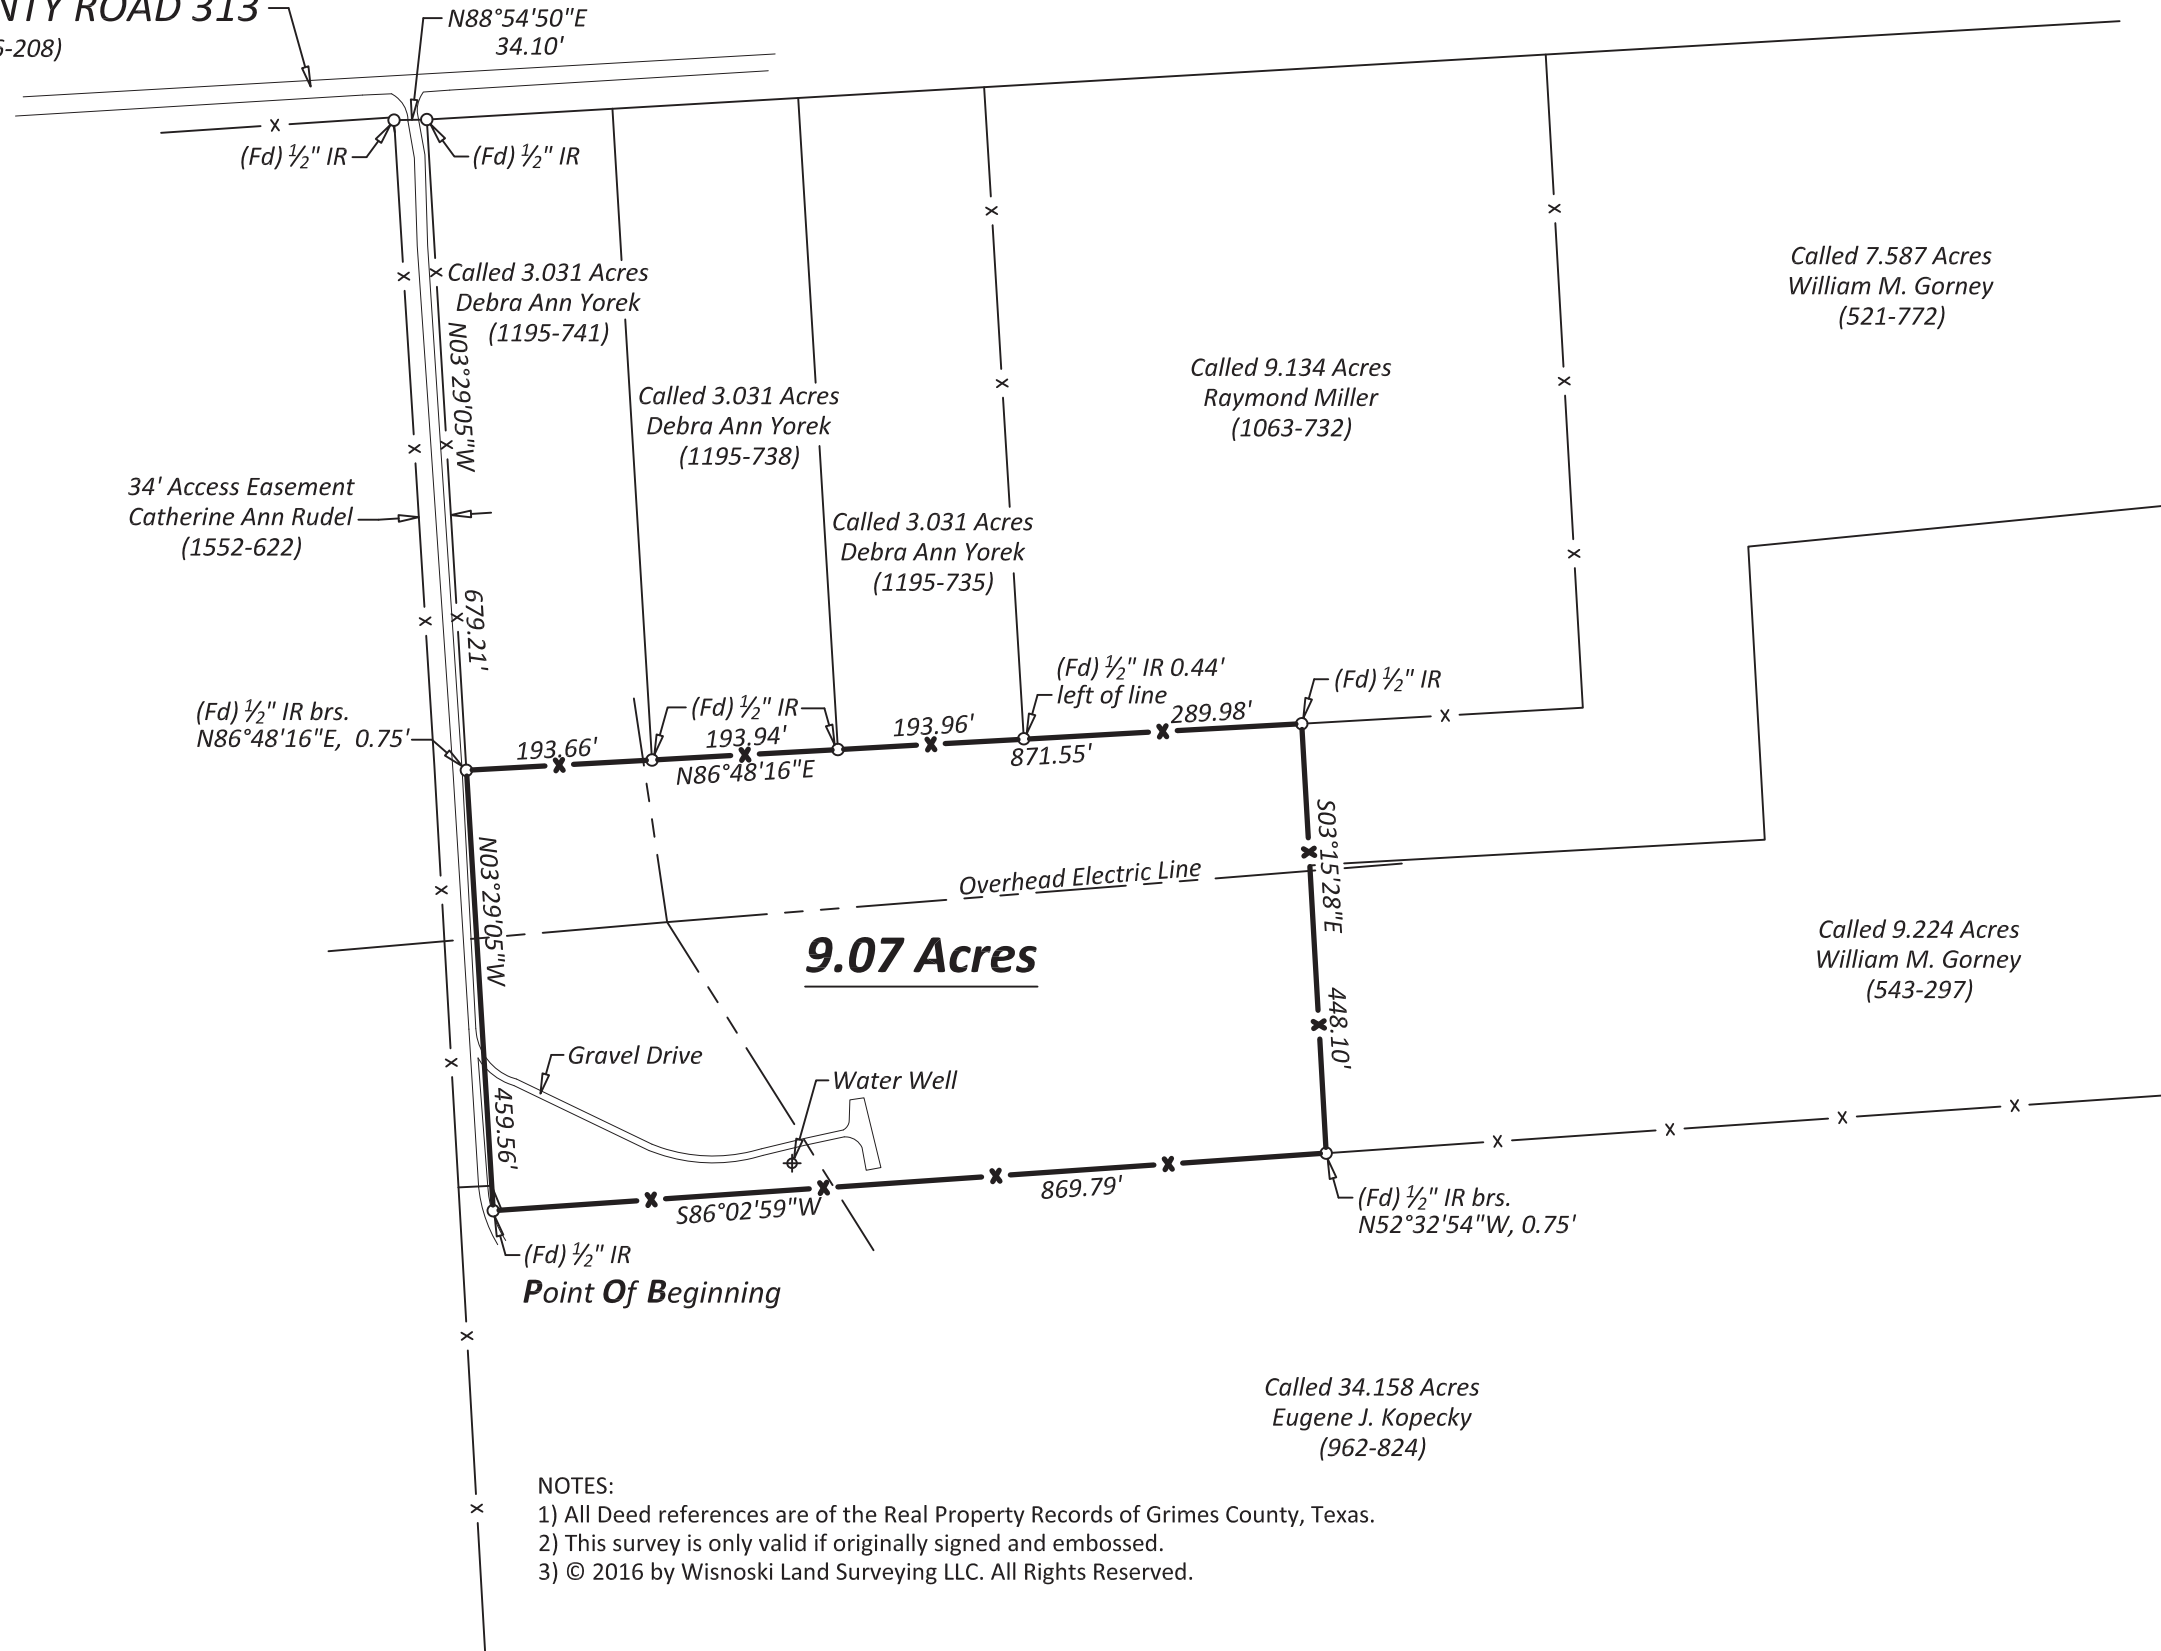 NTY ROAD 313
-208)
N88°54'50"E
34.10'
(Fd) ½" IR
(Fd) ½" IR
Called 3.031 Acres
Debra Ann Yorek
(1195-741)
N03°29'05"W
679.21'
Called 3.031 Acres
Debra Ann Yorek
(1195-738)
Called 3.031 Acres
Debra Ann Yorek
(1195-735)
Called 9.134 Acres
Raymond Miller
(1063-732)
Called 7.587 Acres
William M. Gorney
(521-772)
34' Access Easement
Catherine Ann Rudel
(1552-622)
(Fd) ½" IR brs.
N86°48'16"E, 0.75'
(Fd) ½" IR
(Fd) ½" IR 0.44'
left of line
(Fd) ½" IR
193.66'
193.94'
193.96'
289.98'
N86°48'16"E
871.55'
N03°29'05"W
459.56'
S03°15'28"E
448.10'
Overhead Electric Line
9.07 Acres
Called 9.224 Acres
William M. Gorney
(543-297)
Gravel Drive
Water Well
S86°02'59"W
869.79'
(Fd) ½" IR brs.
N52°32'54"W, 0.75'
(Fd) ½" IR
Point Of Beginning
Called 34.158 Acres
Eugene J. Kopecky
(962-824)
NOTES:
1) All Deed references are of the Real Property Records of Grimes County, Texas.
2) This survey is only valid if originally signed and embossed.
3) © 2016 by Wisnoski Land Surveying LLC. All Rights Reserved.